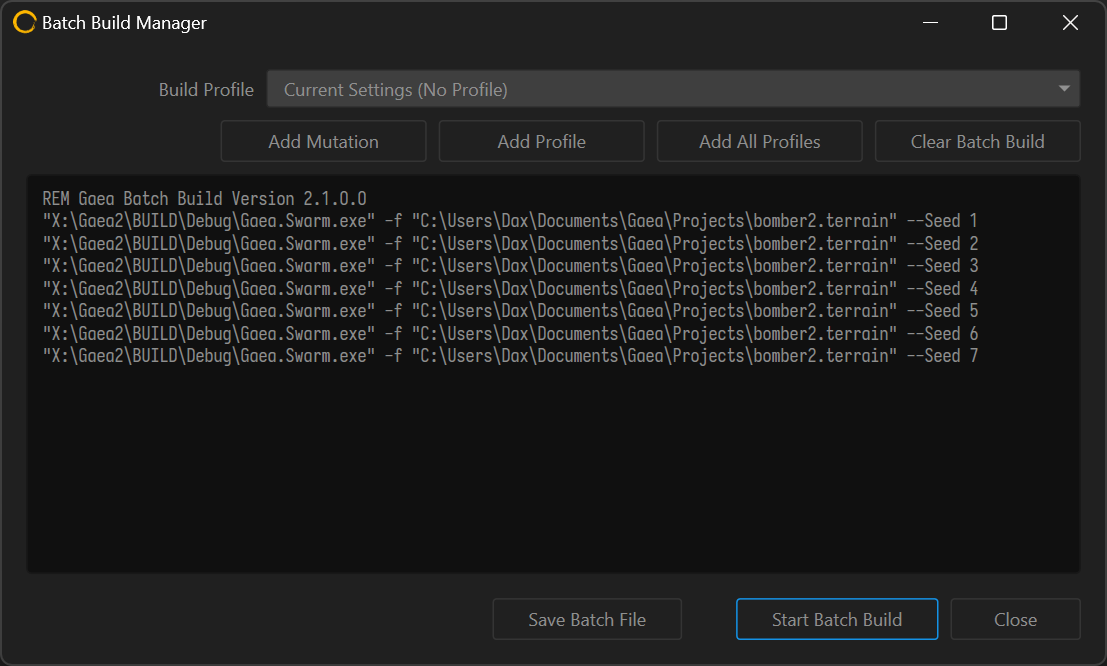 Batch Build Manager
Build Profile Current Settings (No Profile)
Add Mutation Add Profile Add All Profiles Clear Batch Build
REM Gaea Batch Build Version 2.1.0.0
"X:\Gaea2\BUILD\Debug\Gaea.Swarm.exe" -f "C:\Users\Dax\Documents\Gaea\Projects\bomber2.terrain" --Seed 1
"X:\Gaea2\BUILD\Debug\Gaea.Swarm.exe" -f "C:\Users\Dax\Documents\Gaea\Projects\bomber2.terrain" --Seed 2
"X:\Gaea2\BUILD\Debug\Gaea.Swarm.exe" -f "C:\Users\Dax\Documents\Gaea\Projects\bomber2.terrain" --Seed 3
"X:\Gaea2\BUILD\Debug\Gaea.Swarm.exe" -f "C:\Users\Dax\Documents\Gaea\Projects\bomber2.terrain" --Seed 4
"X:\Gaea2\BUILD\Debug\Gaea.Swarm.exe" -f "C:\Users\Dax\Documents\Gaea\Projects\bomber2.terrain" --Seed 5
"X:\Gaea2\BUILD\Debug\Gaea.Swarm.exe" -f "C:\Users\Dax\Documents\Gaea\Projects\bomber2.terrain" --Seed 6
"X:\Gaea2\BUILD\Debug\Gaea.Swarm.exe" -f "C:\Users\Dax\Documents\Gaea\Projects\bomber2.terrain" --Seed 7
Save Batch File Start Batch Build Close